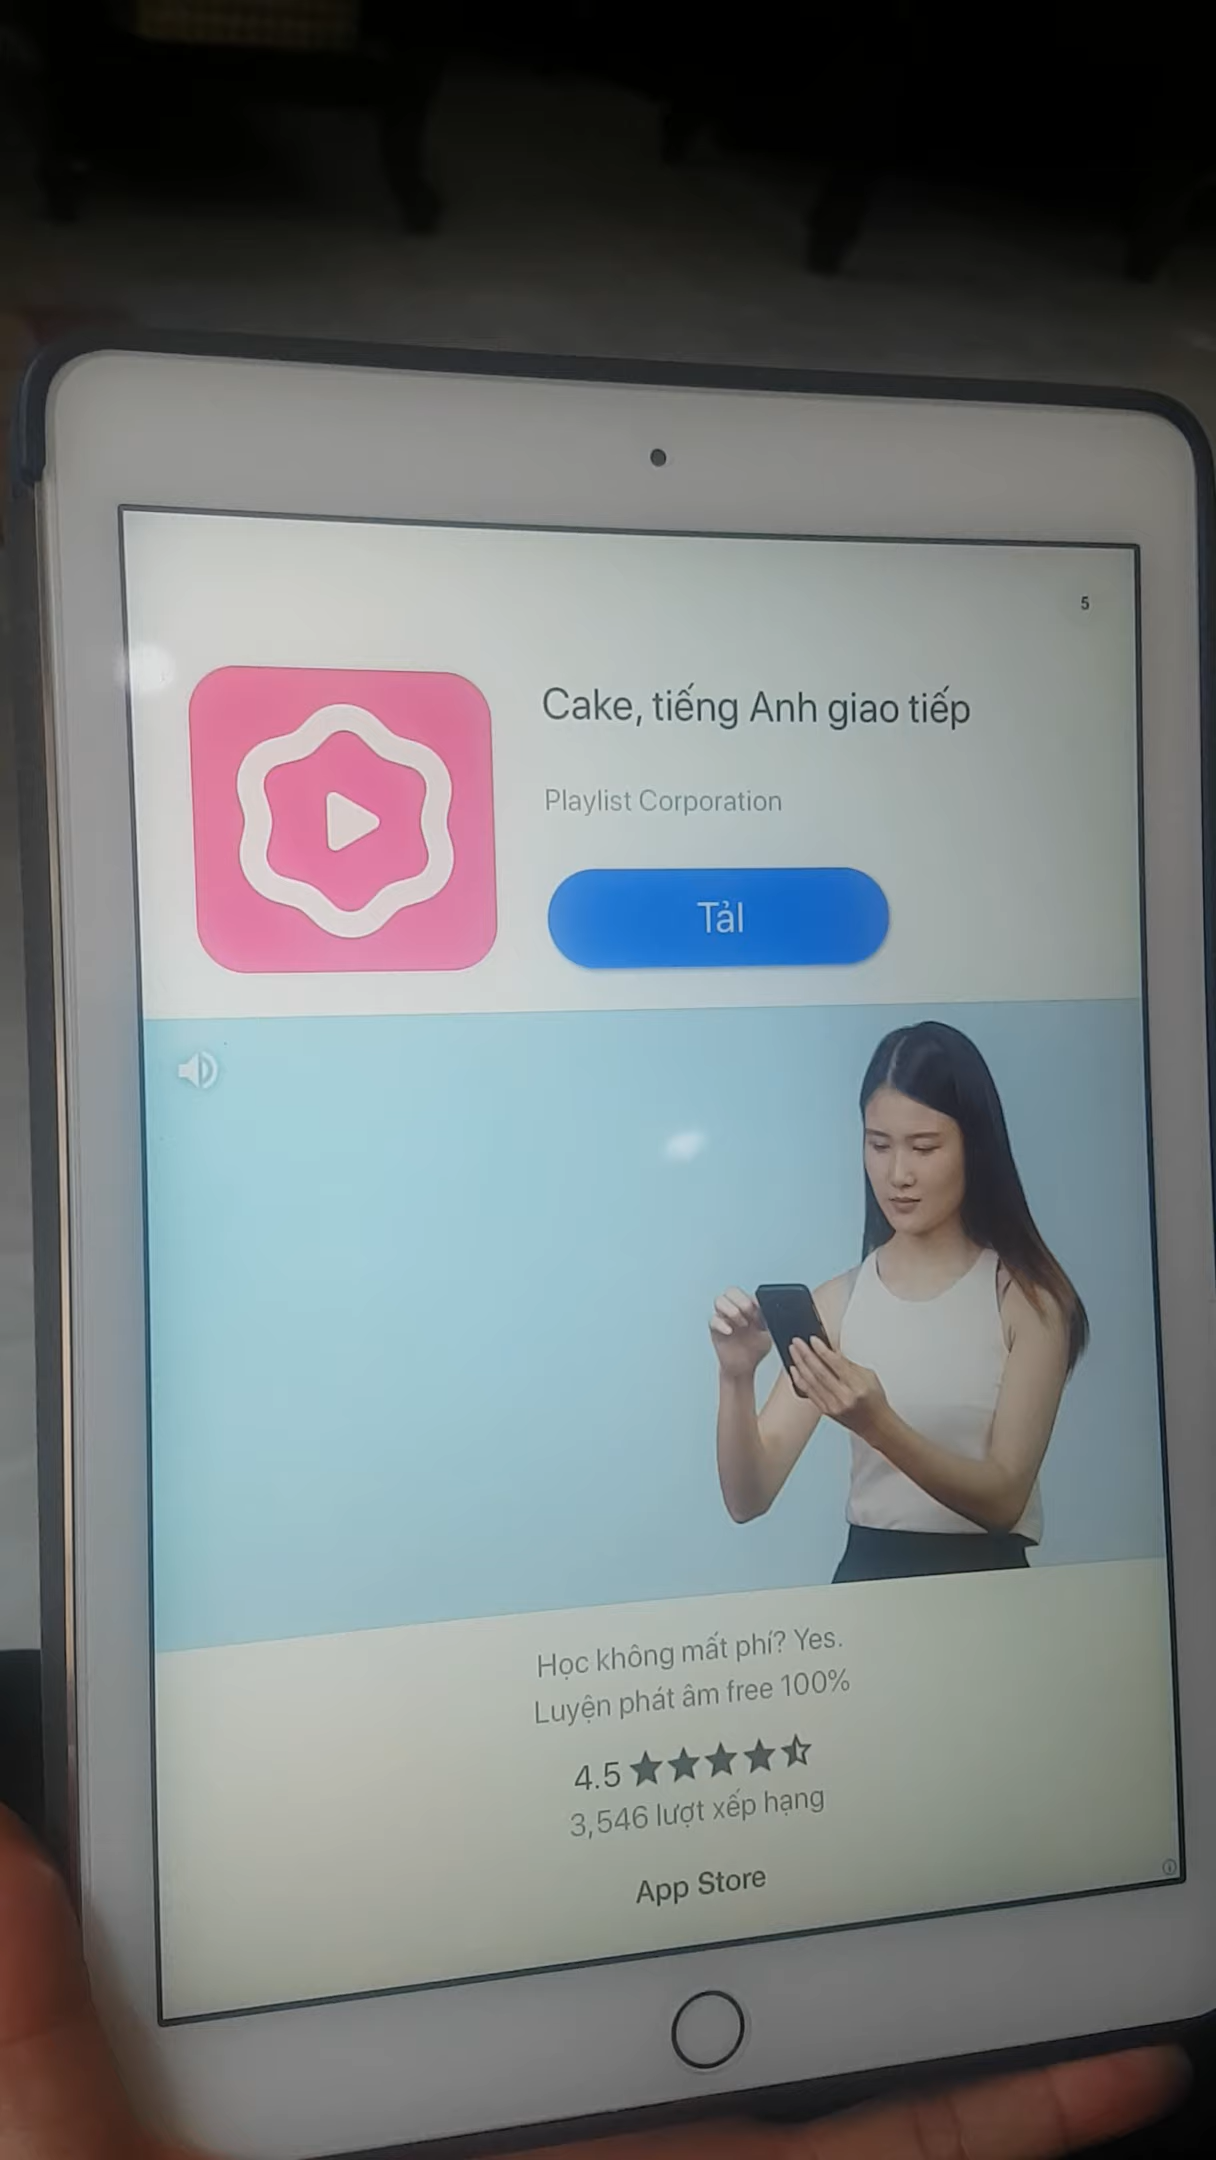 5
Cake, tiếng Anh giao tiếp
Playlist Corporation
TảI
Học không mất phí? Yes.
Luyện phát âm free 100%
4.5
3,546 lượt xếp hạng
App Store